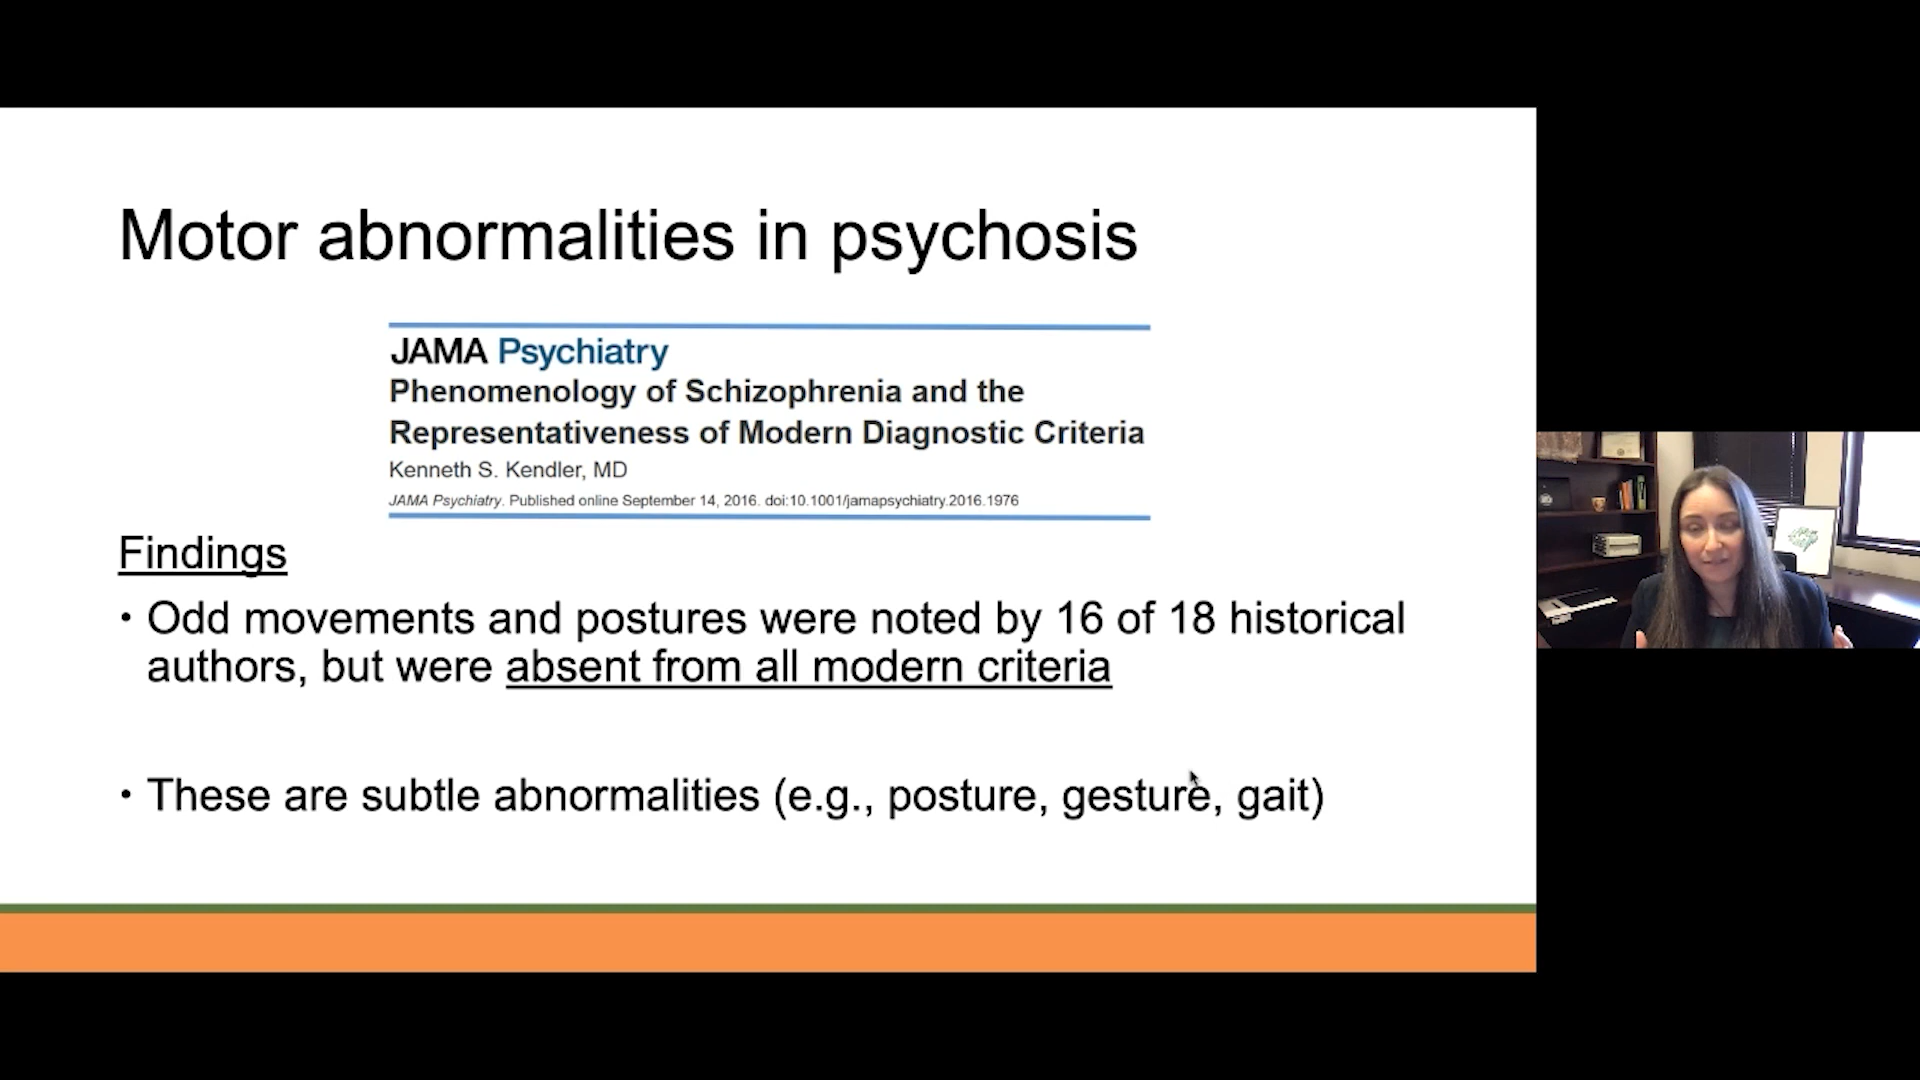 Motor abnormalities in psychosis
JAMA Psychiatry
Phenomenology of Schizophrenia and the
Representativeness of Modern Diagnostic Criteria
Kenneth S. Kendler, MD
JAMA Psychiatry. Published online September 14, 2016. doi:10.1001/jamapsychiatry.2016.1976
Findings
• Odd movements and postures were noted by 16 of 18 historical
authors, but were absent from all modern criteria
• These are subtle abnormalities (e.g., posture, gesture, gait)